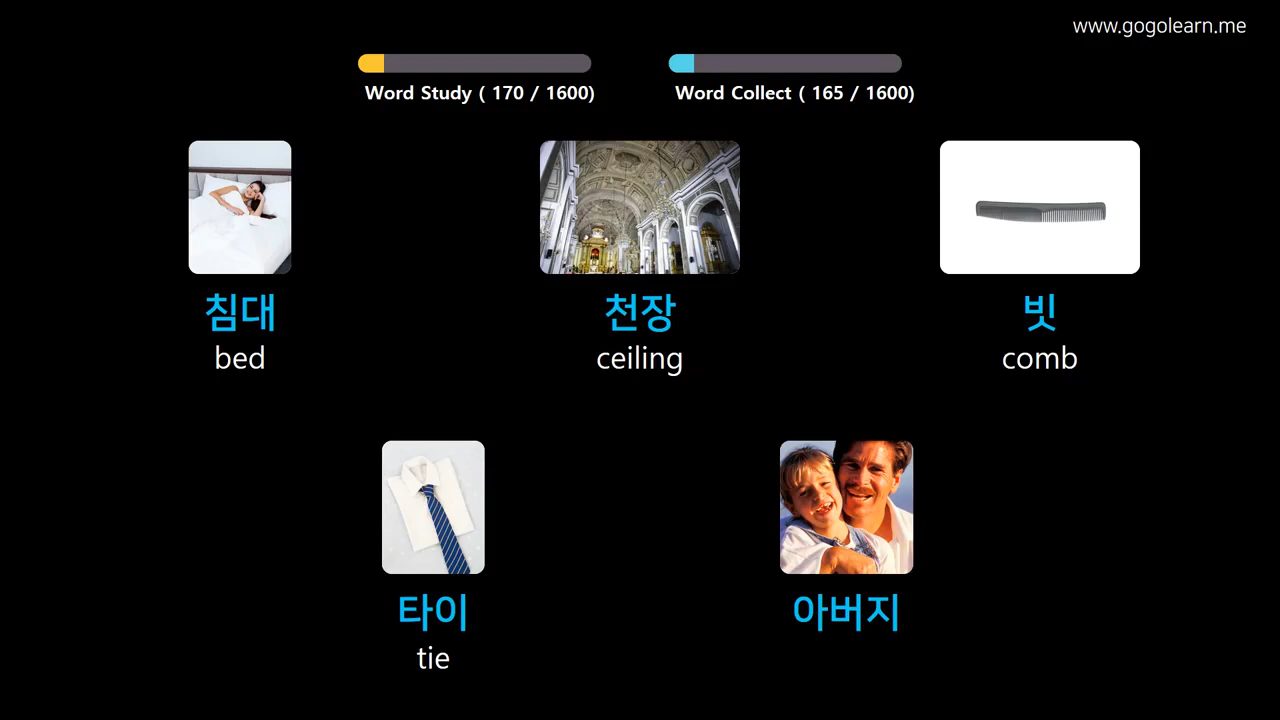 www.gogolearn.me
Word Study ( 170 / 1600)
Word Collect ( 165 / 1600)
침대
bed
천장
ceiling
빗
comb
타이
tie
아버지